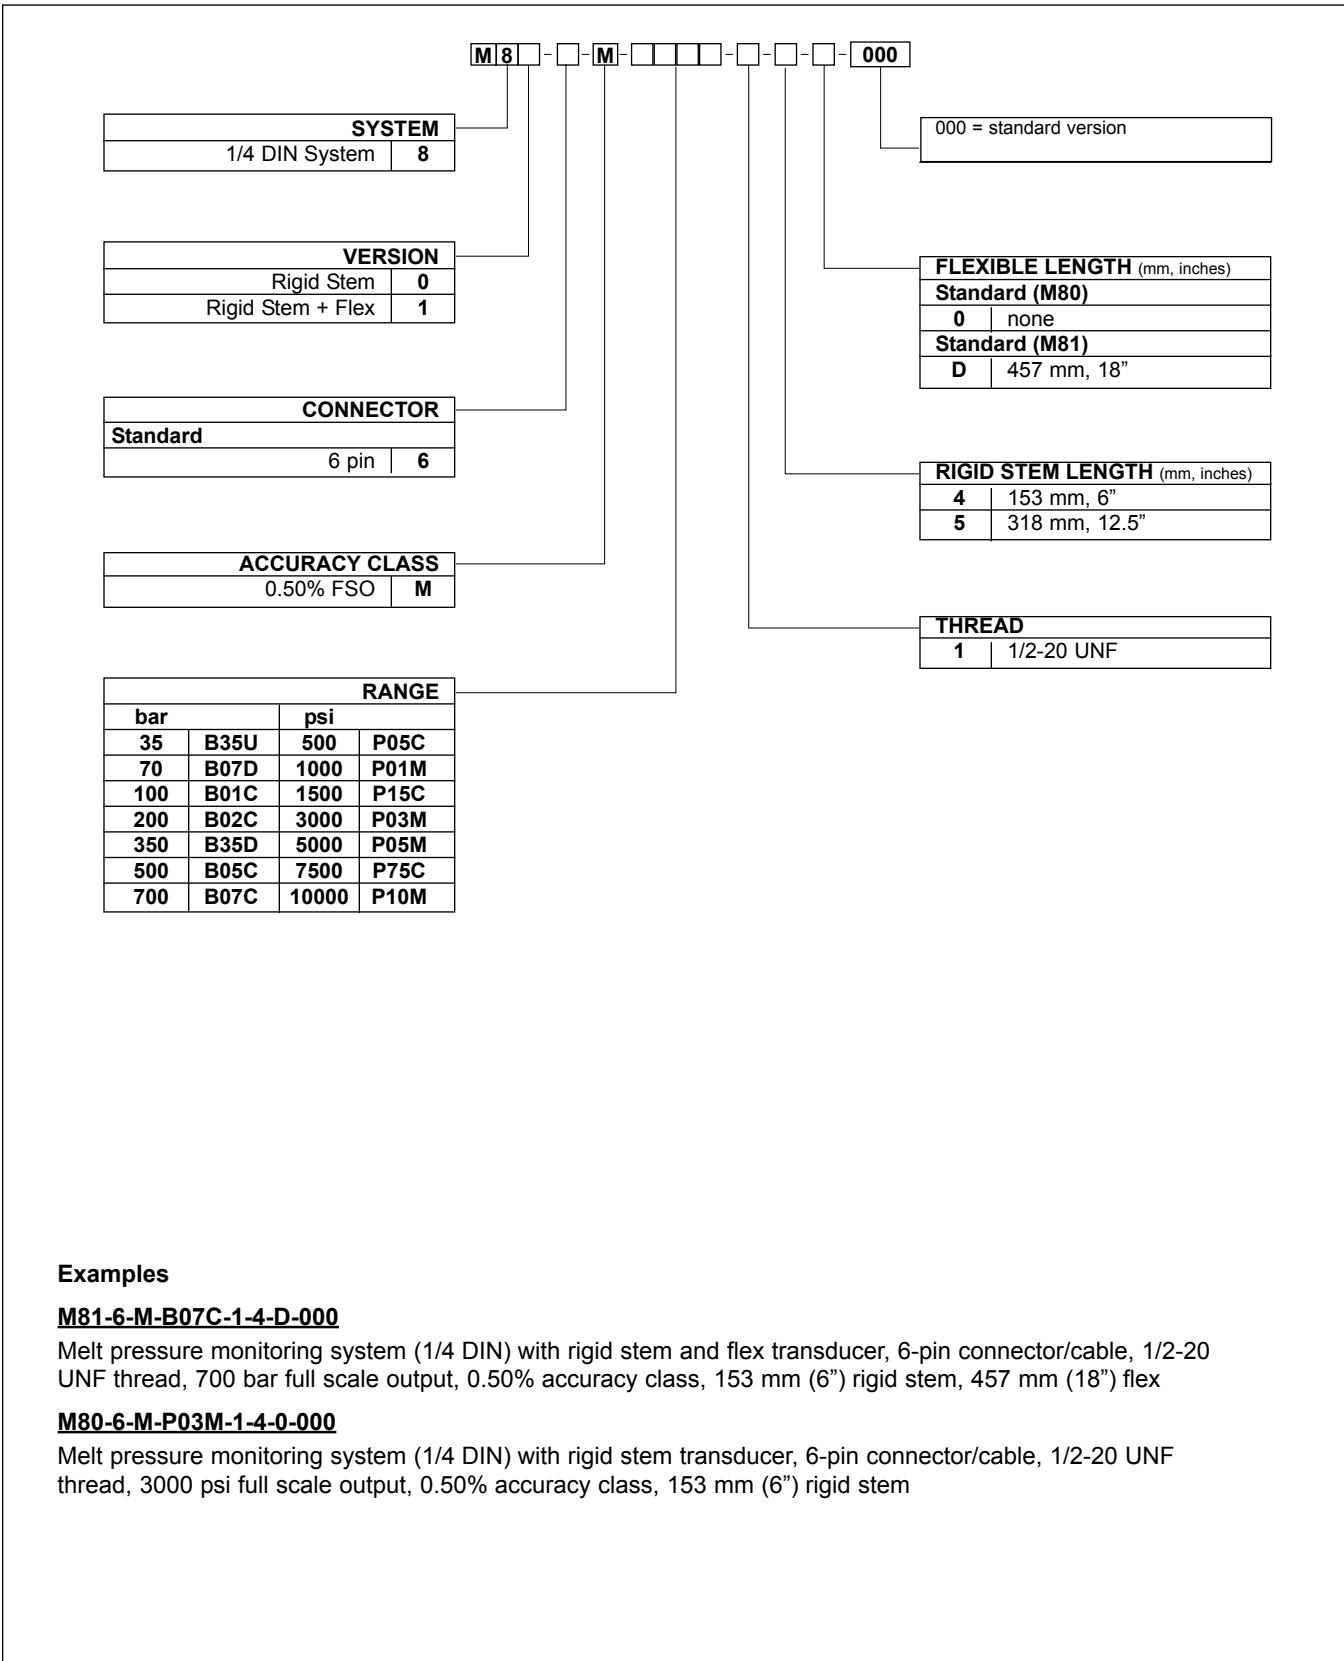 M 8 - - M - - - - - 000
SYSTEM
1/4 DIN System 8
VERSION
Rigid Stem 0
Rigid Stem + Flex 1
CONNECTOR
Standard
6 pin 6
ACCURACY CLASS
0.50% FSO M
RANGE
bar psi
35 B35U 500 P05C
70 B07D 1000 P01M
100 B01C 1500 P15C
200 B02C 3000 P03M
350 B35D 5000 P05M
500 B05C 7500 P75C
700 B07C 10000 P10M
000 = standard version
FLEXIBLE LENGTH (mm, inches)
Standard (M80)
0 none
Standard (M81)
D 457 mm, 18”
RIGID STEM LENGTH (mm, inches)
4 153 mm, 6”
5 318 mm, 12.5”
THREAD
1 1/2-20 UNF
Examples
M81-6-M-B07C-1-4-D-000
Melt pressure monitoring system (1/4 DIN) with rigid stem and flex transducer, 6-pin connector/cable, 1/2-20
UNF thread, 700 bar full scale output, 0.50% accuracy class, 153 mm (6”) rigid stem, 457 mm (18”) flex
M80-6-M-P03M-1-4-0-000
Melt pressure monitoring system (1/4 DIN) with rigid stem transducer, 6-pin connector/cable, 1/2-20 UNF
thread, 3000 psi full scale output, 0.50% accuracy class, 153 mm (6”) rigid stem